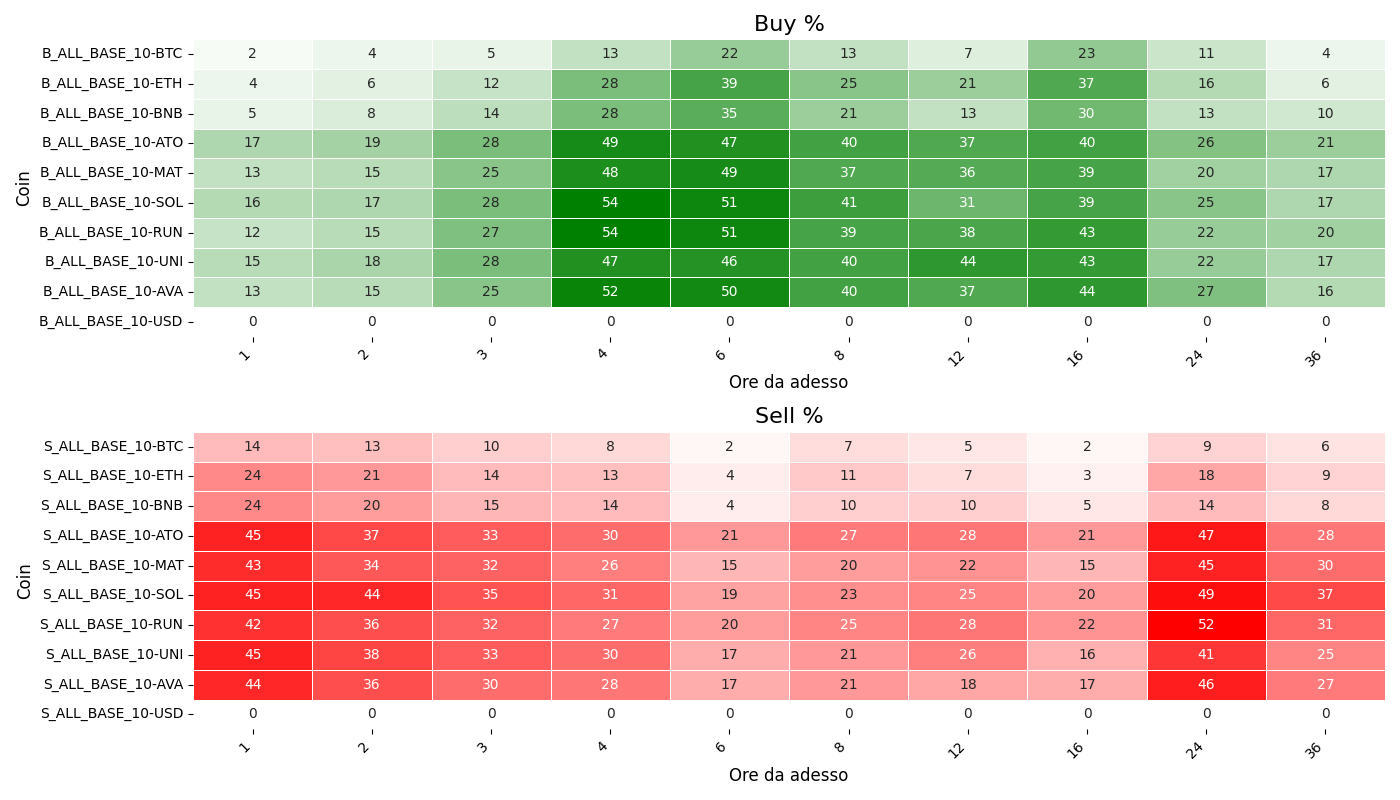 Buy %
Coin
B_ALL_BASE_10-BTC 2 4 5 13 22 13 7 23 11 4
B_ALL_BASE_10-ETH 4 6 12 28 39 25 21 37 16 6
B_ALL_BASE_10-BNB 5 8 14 28 35 21 13 30 13 10
B_ALL_BASE_10-ATO 17 19 28 49 47 40 37 40 26 21
B_ALL_BASE_10-MAT 13 15 25 48 49 37 36 39 20 17
B_ALL_BASE_10-SOL 16 17 28 54 51 41 31 39 25 17
B_ALL_BASE_10-RUN 12 15 27 54 51 39 38 43 22 20
B_ALL_BASE_10-UNI 15 18 28 47 46 40 44 43 22 17
B_ALL_BASE_10-AVA 13 15 25 52 50 40 37 44 27 16
B_ALL_BASE_10-USD 0 0 0 0 0 0 0 0 0 0
1 2 3 4 6 8 12 16 24 36
Ore da adesso
Sell %
Coin
S_ALL_BASE_10-BTC 14 13 10 8 2 7 5 2 9 6
S_ALL_BASE_10-ETH 24 21 14 13 4 11 7 3 18 9
S_ALL_BASE_10-BNB 24 20 15 14 4 10 10 5 14 8
S_ALL_BASE_10-ATO 45 37 33 30 21 27 28 21 47 28
S_ALL_BASE_10-MAT 43 34 32 26 15 20 22 15 45 30
S_ALL_BASE_10-SOL 45 44 35 31 19 23 25 20 49 37
S_ALL_BASE_10-RUN 42 36 32 27 20 25 28 22 52 31
S_ALL_BASE_10-UNI 45 38 33 30 17 21 26 16 41 25
S_ALL_BASE_10-AVA 44 36 30 28 17 21 18 17 46 27
S_ALL_BASE_10-USD 0 0 0 0 0 0 0 0 0 0
1 2 3 4 6 8 12 16 24 36
Ore da adesso